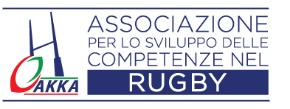 OAKKA
ASSOCIAZIONE
PER LO SVILUPPO DELLE
COMPETENZE NEL
RUGBY